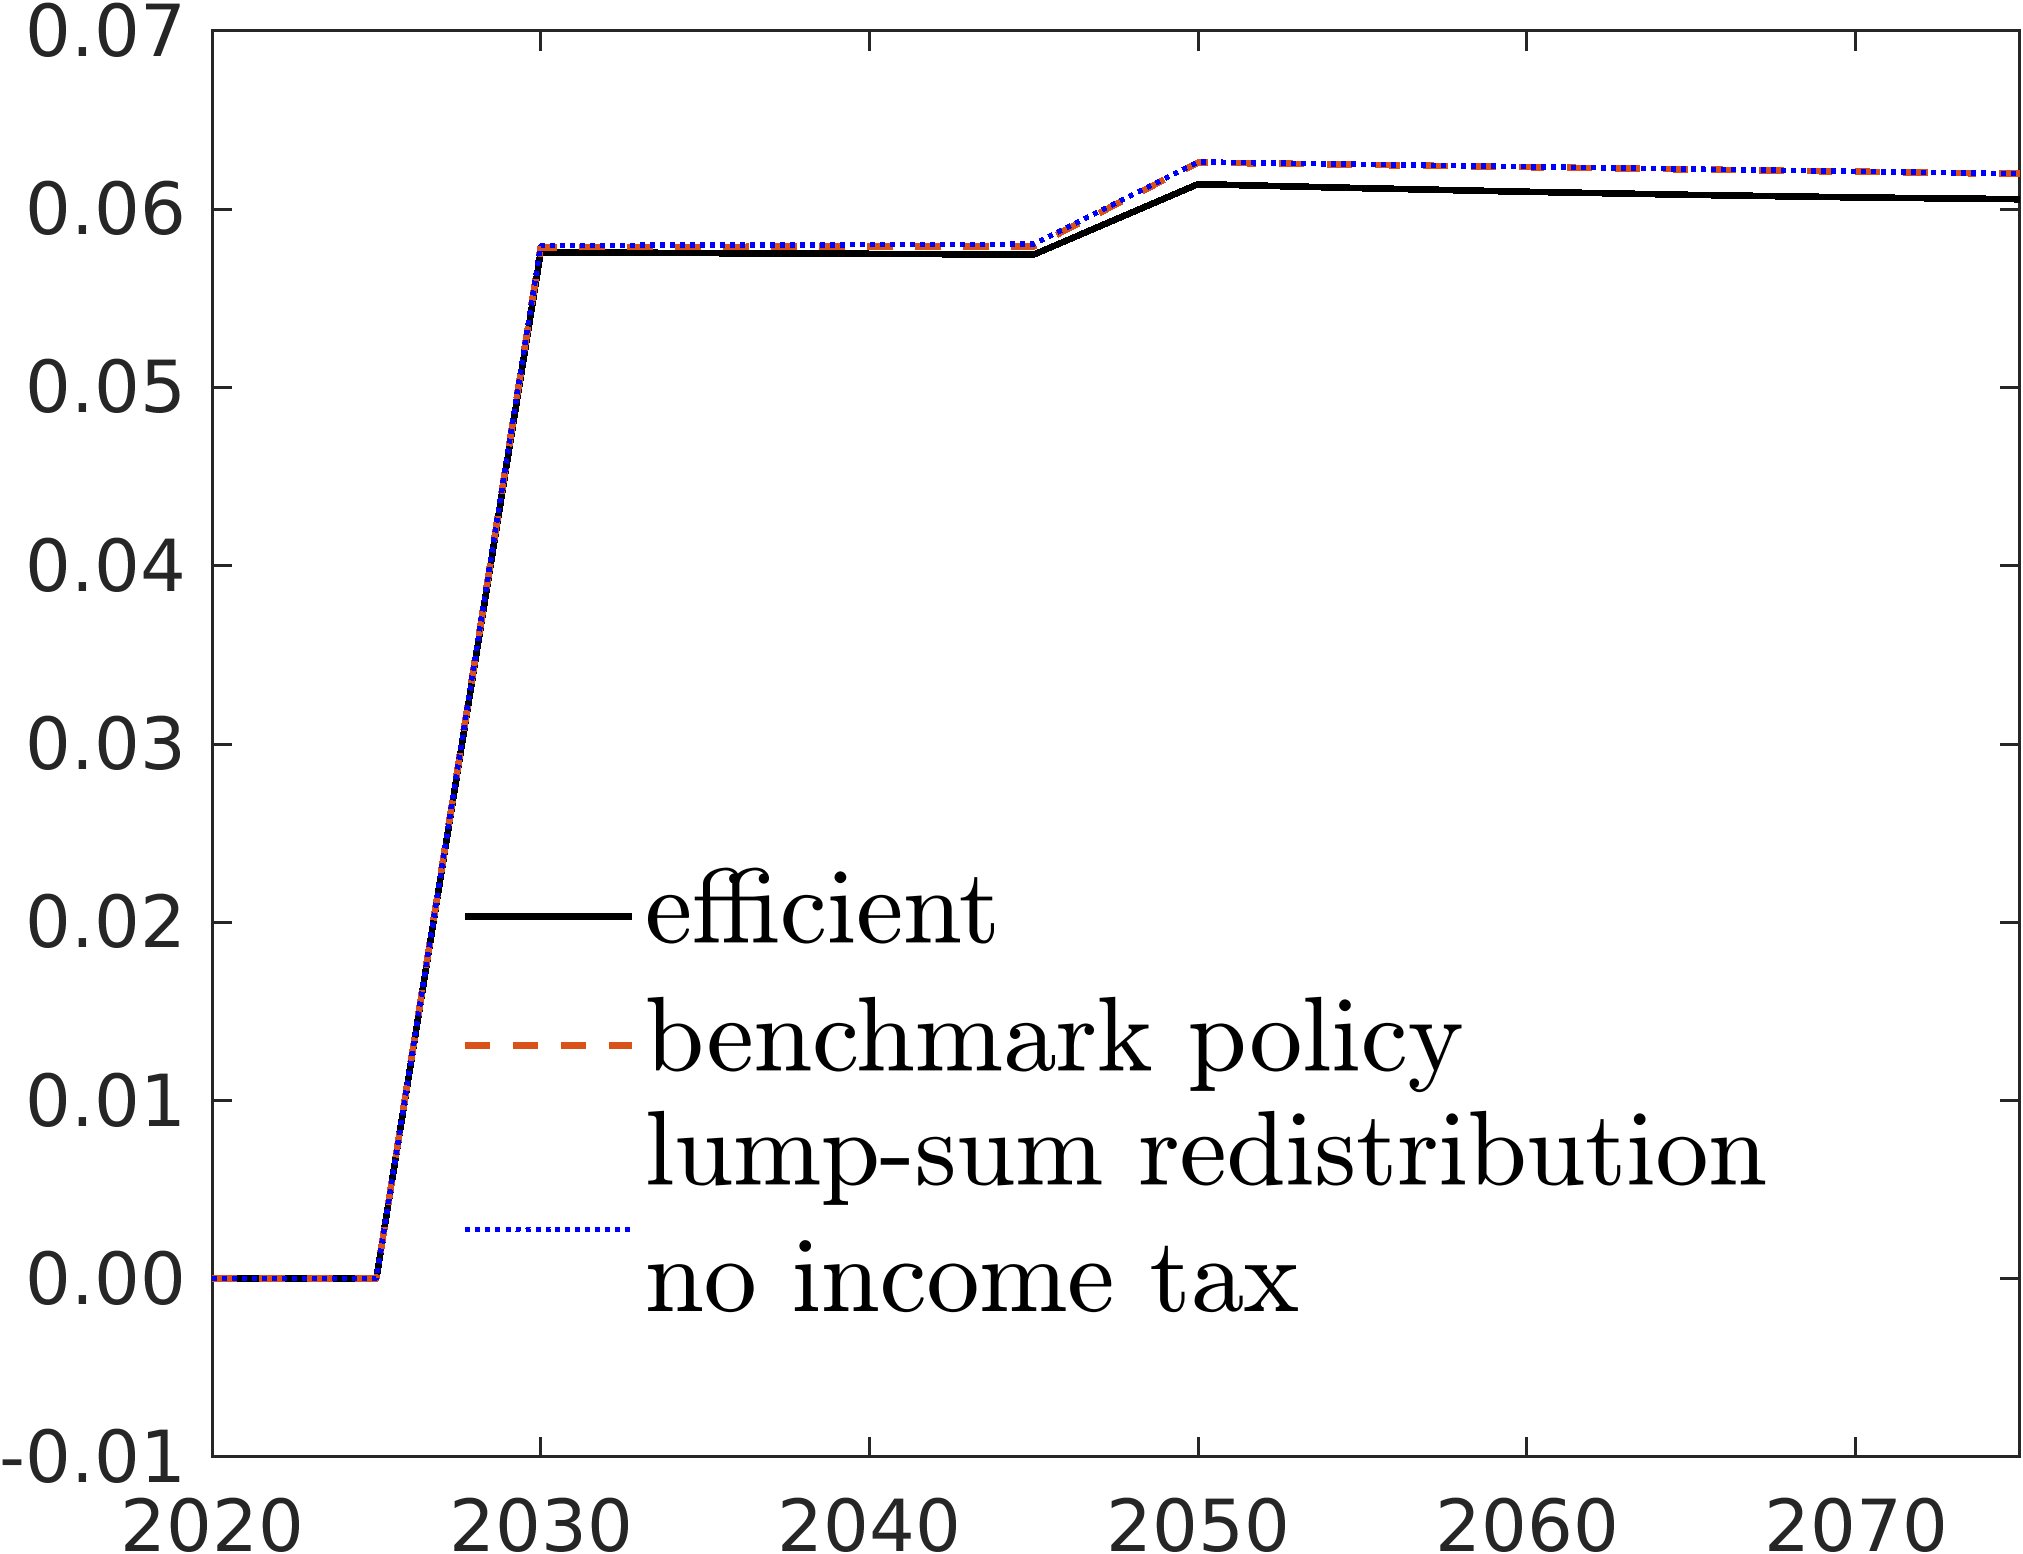 0.07
0.06
0.05
0.04
0.03
0.02
0.01
0.00
-0.01
efficient
benchmark policy
lump-sum redistribution
no income tax
2020 2030 2040 2050 2060 2070